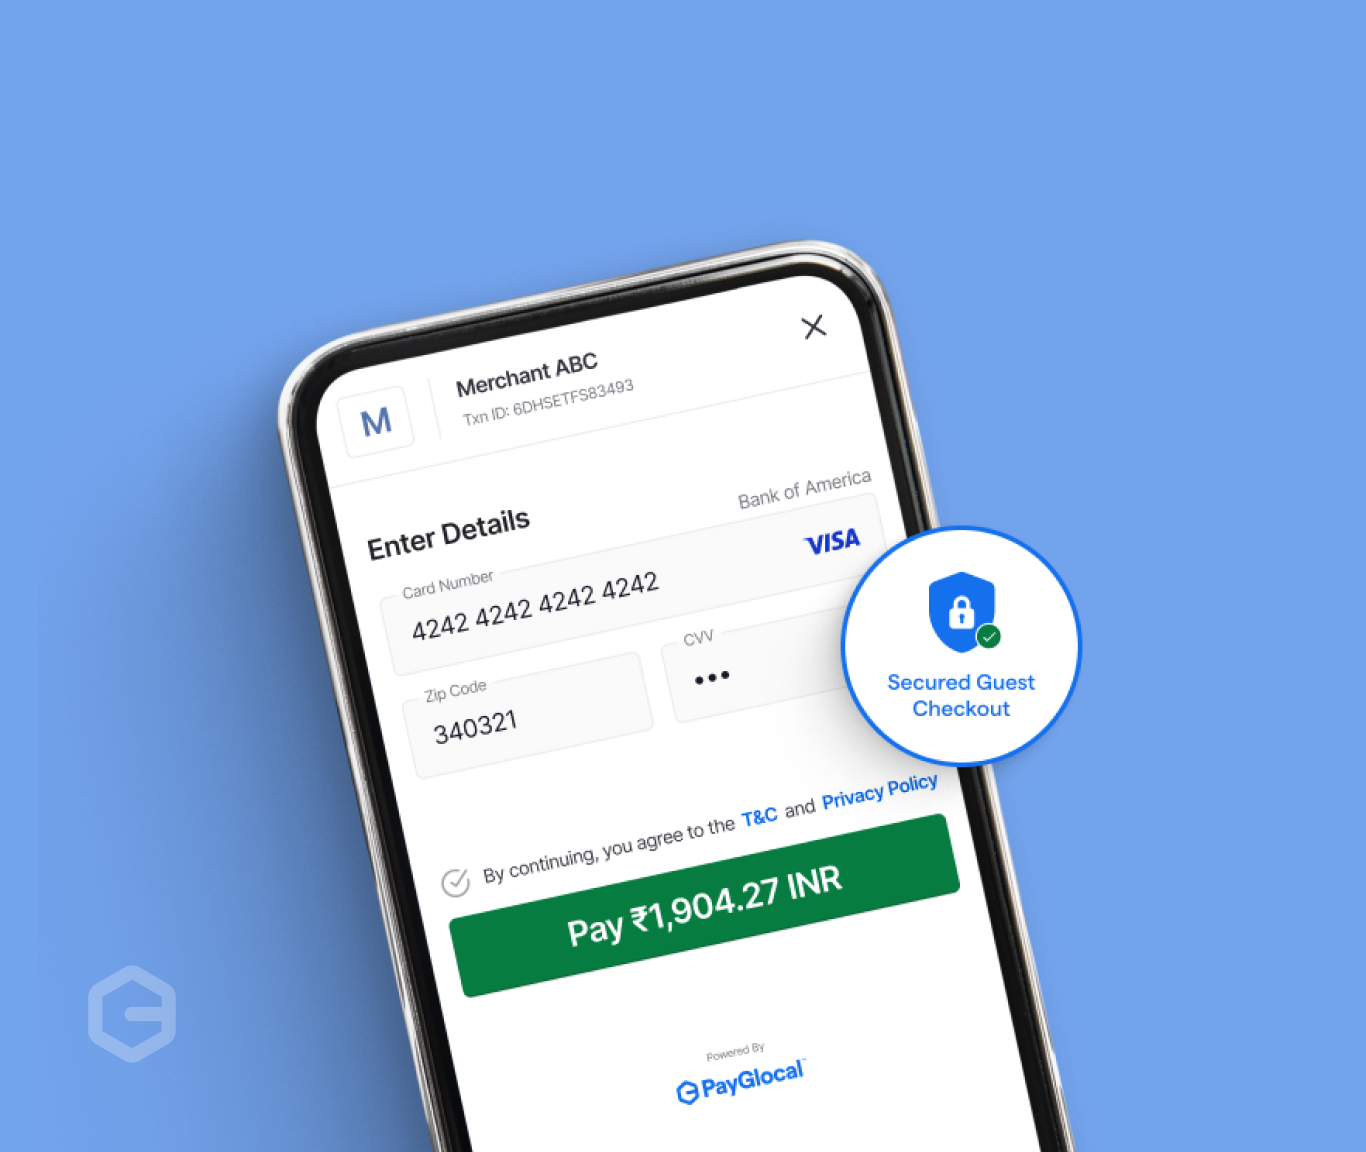 M
Merchant ABC
Txn ID: 6DHSETFS83493
Enter Details
Bank of America
Card Number
4242 4242 4242 4242
VISA
Zip Code
340321
CVV
•••
Secured Guest
Checkout
By continuing, you agree to the T&C and Privacy Policy
Pay ₹1,904.27 INR
Powered By
PayGlocal™